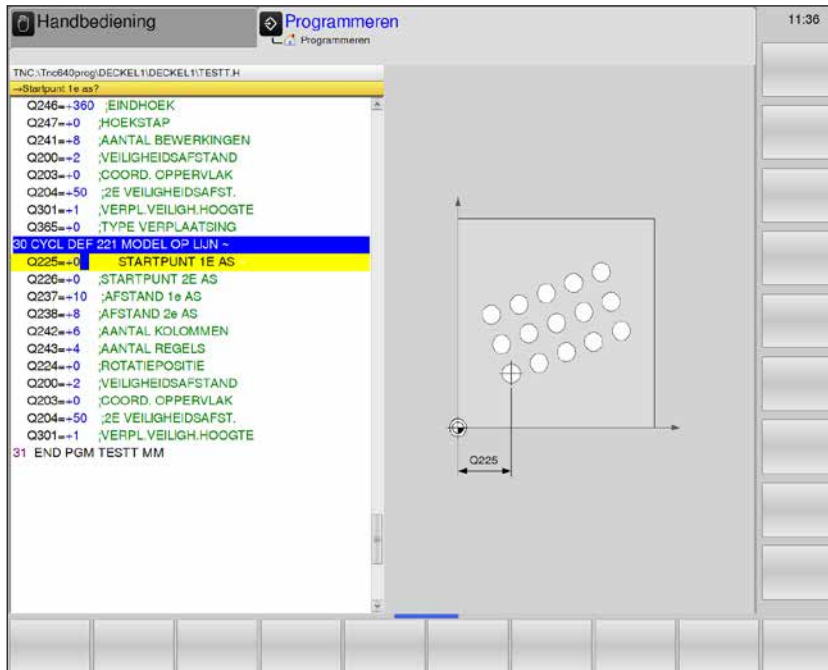 Handbediening
Programmeren
Programmeren
11:36
TNC:\Tnc640prog\DECKEL1\DECKEL1\TESTT.H
→Startpunt 1e as?
Q246=+360 ;EINDHOEK
Q247=+0 ;HOEKSTAP
Q241=+8 ;AANTAL BEWERKINGEN
Q200=+2 ;VEILIGHEIDSAFSTAND
Q203=+0 ;COORD. OPPERVLAK
Q204=+50 ;2E VEILIGHEIDSAFST.
Q301=+1 ;VERPL.VEILIGH.HOOGTE
Q365=+0 ;TYPE VERPLAATSING
30 CYCL DEF 221 MODEL OP LIJN ~
Q225=+0 STARTPUNT 1E AS ~
Q226=+0 ;STARTPUNT 2E AS
Q237=+10 ;AFSTAND 1e AS
Q238=+8 ;AFSTAND 2e AS
Q242=+6 ;AANTAL KOLOMMEN
Q243=+4 ;AANTAL REGELS
Q224=+0 ;ROTATIEPOSITIE
Q200=+2 ;VEILIGHEIDSAFSTAND
Q203=+0 ;COORD. OPPERVLAK
Q204=+50 ;2E VEILIGHEIDSAFST.
Q301=+1 ;VERPL.VEILIGH.HOOGTE
31 END PGM TESTT MM
Q225